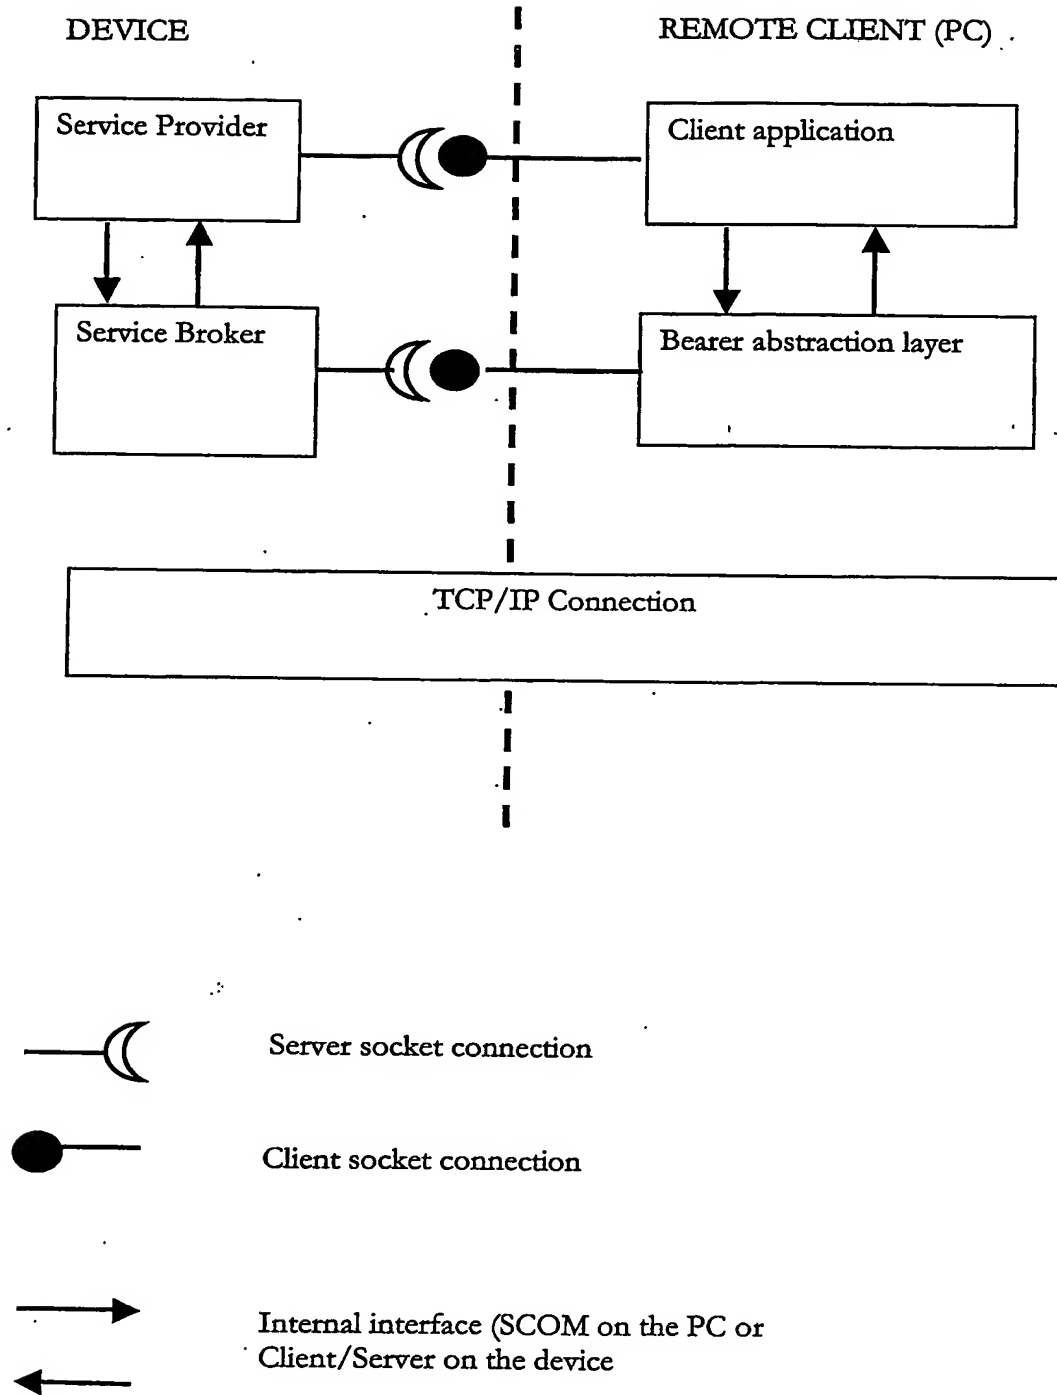 DEVICE
REMOTE CLIENT (PC)
Service Provider
Client application
Service Broker
Bearer abstraction layer
TCP/IP Connection
Server socket connection
Client socket connection
Internal interface (SCOM on the PC or
Client/Server on the device